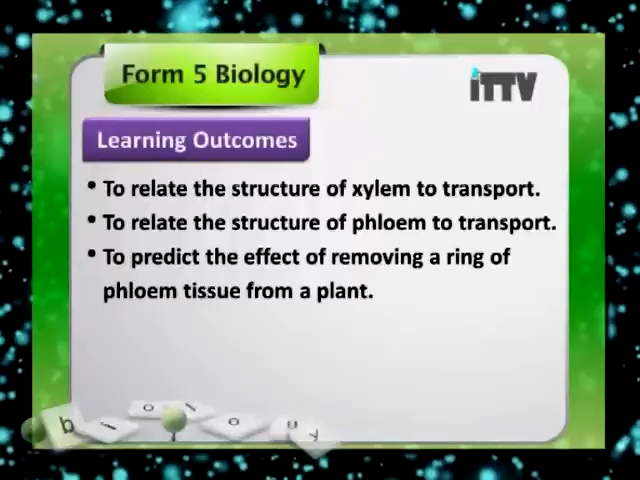 Form 5 Biology
iTTV
Learning Outcomes
• To relate the structure of xylem to transport.
• To relate the structure of phloem to transport.
• To predict the effect of removing a ring of
phloem tissue from a plant.
b i o l o g y